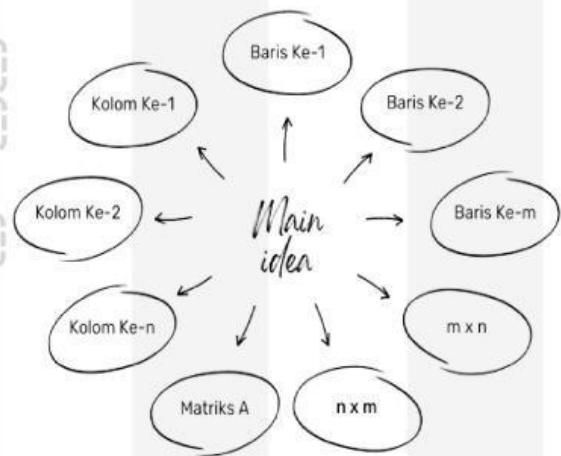 Baris Ke-1
Kolom Ke-1
Baris Ke-2
Kolom Ke-2
Main
idea
Baris Ke-m
Kolom Ke-n
m x n
Matriks A
n x m